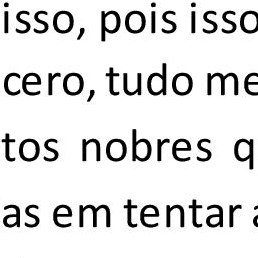 isso, pois isso
cero, tudo me
tos nobres q
as em tentar a